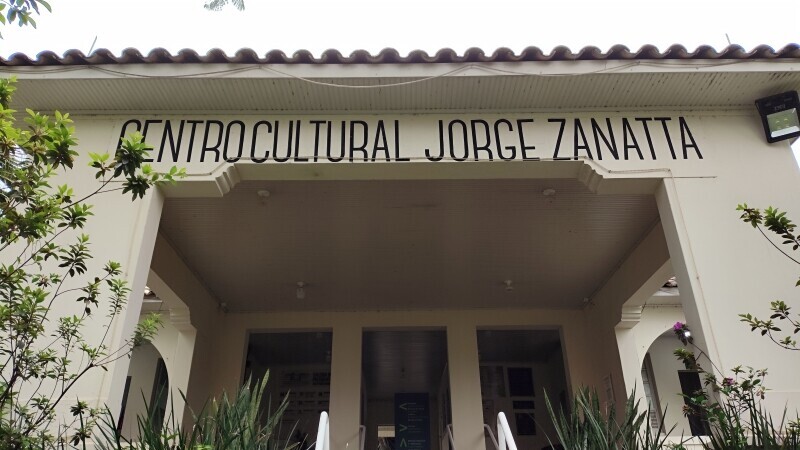 CENTRO CULTURAL JORGE ZANATTA